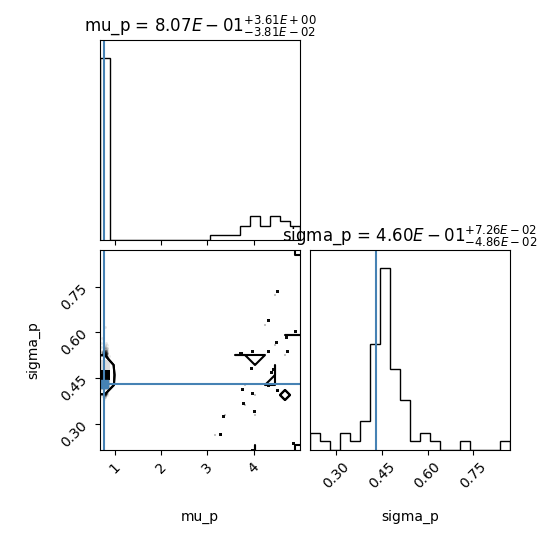 mu_p = 8.07E − 01+3.61E+00 −3.81E−02
sigma_p = 4.60E − 01+7.26E−02 −4.86E−02
0.75
0.60
0.45
0.30
sigma_p
1 2 3 4
0.30 0.45 0.60 0.75
mu_p
sigma_p